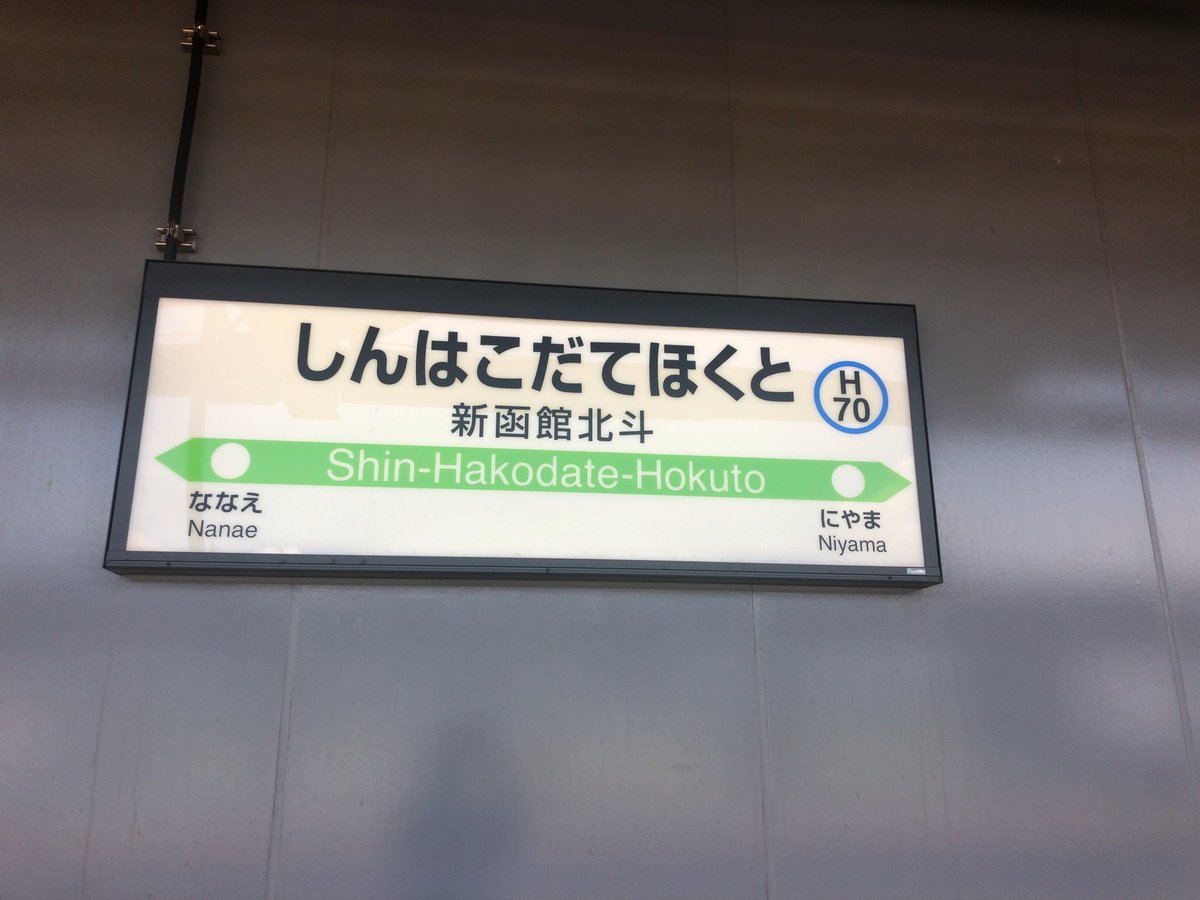 しんはこだてほくと
H
70
新函館北斗
Shin-Hakodate-Hokuto
ななえ
Nanae
にやま
Niyama